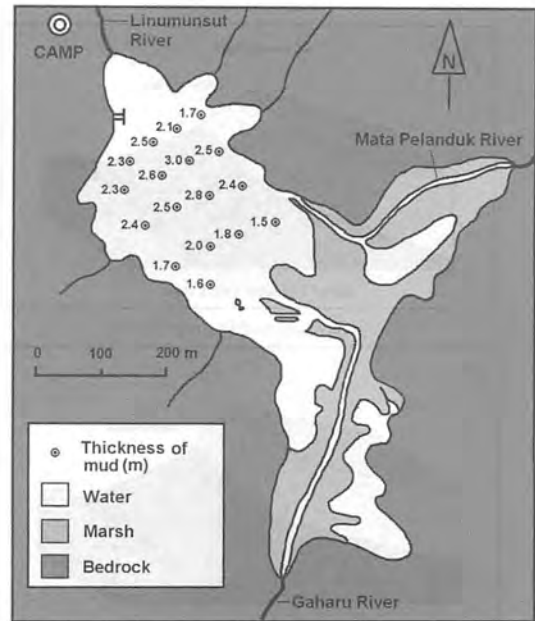 Linumunsut
River
CAMP
N
Mata Pelanduk River
1.7
2.1
2.5
2.5
2.3
3.0
2.6
2.4
2.3
2.8
2.5
1.5
2.4
1.8
2.0
1.7
1.6
0 100 200 m
Thickness of
mud (m)
Water
Marsh
Bedrock
Gaharu River